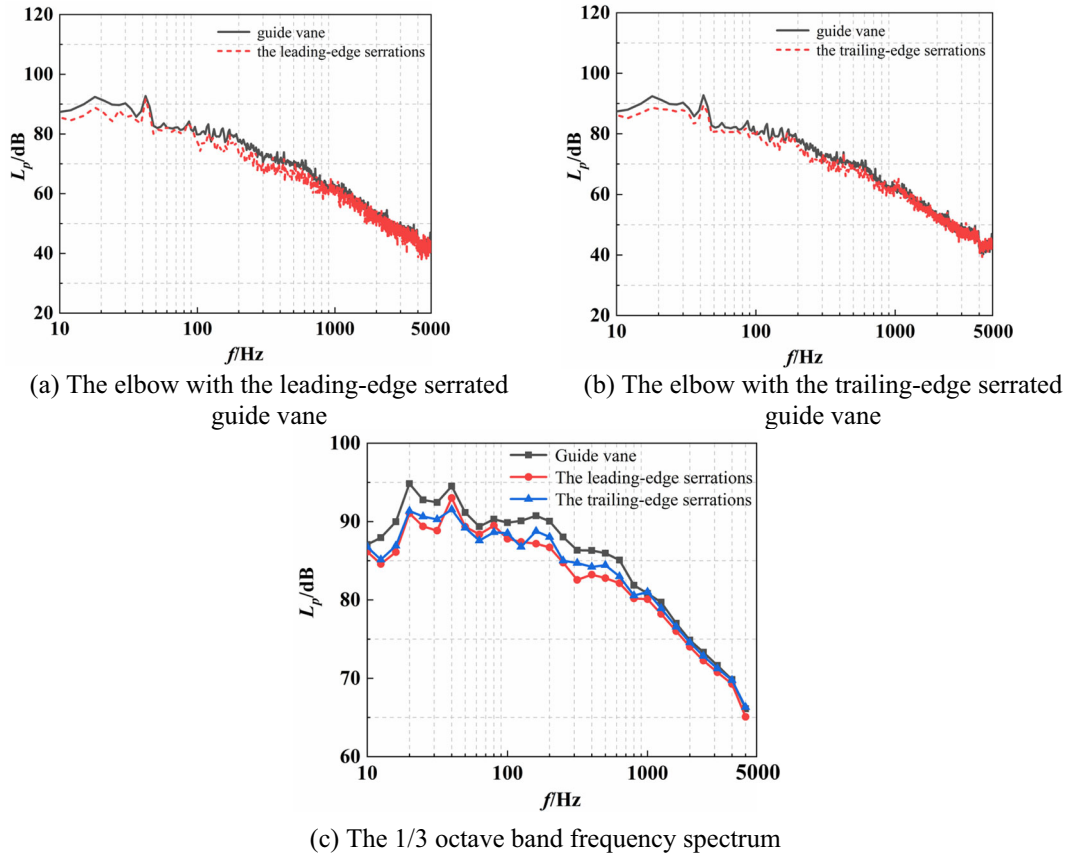 120
100
80
60
40
20
L_p/dB
guide vane
the leading-edge serrations
10
100
1000
5000
f/Hz
(a) The elbow with the leading-edge serrated
guide vane
120
100
80
60
40
20
L_p/dB
guide vane
the trailing-edge serrations
10
100
1000
5000
f/Hz
(b) The elbow with the trailing-edge serrated
guide vane
100
90
80
70
60
L_p/dB
Guide vane
The leading-edge serrations
The trailing-edge serrations
10
100
1000
5000
f/Hz
(c) The 1/3 octave band frequency spectrum